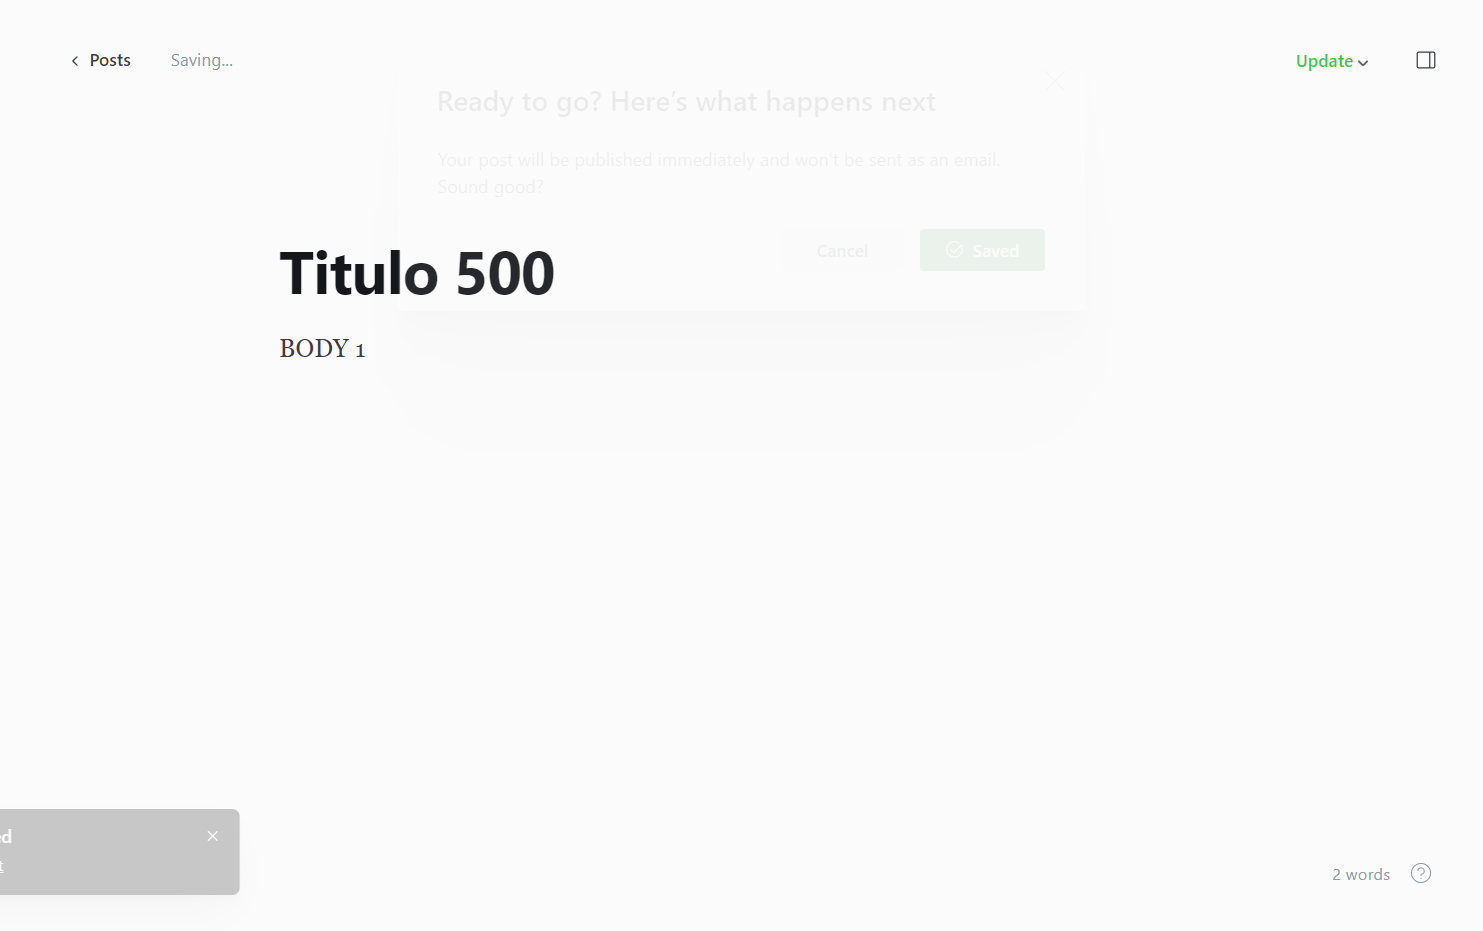 Posts
Saving...
Update
Ready to go? Here's what happens next
Your post will be published immediately and won't be sent as an email.
Sound good?
Cancel
Saved
Titulo 500
BODY 1
ed
t
2 words
?